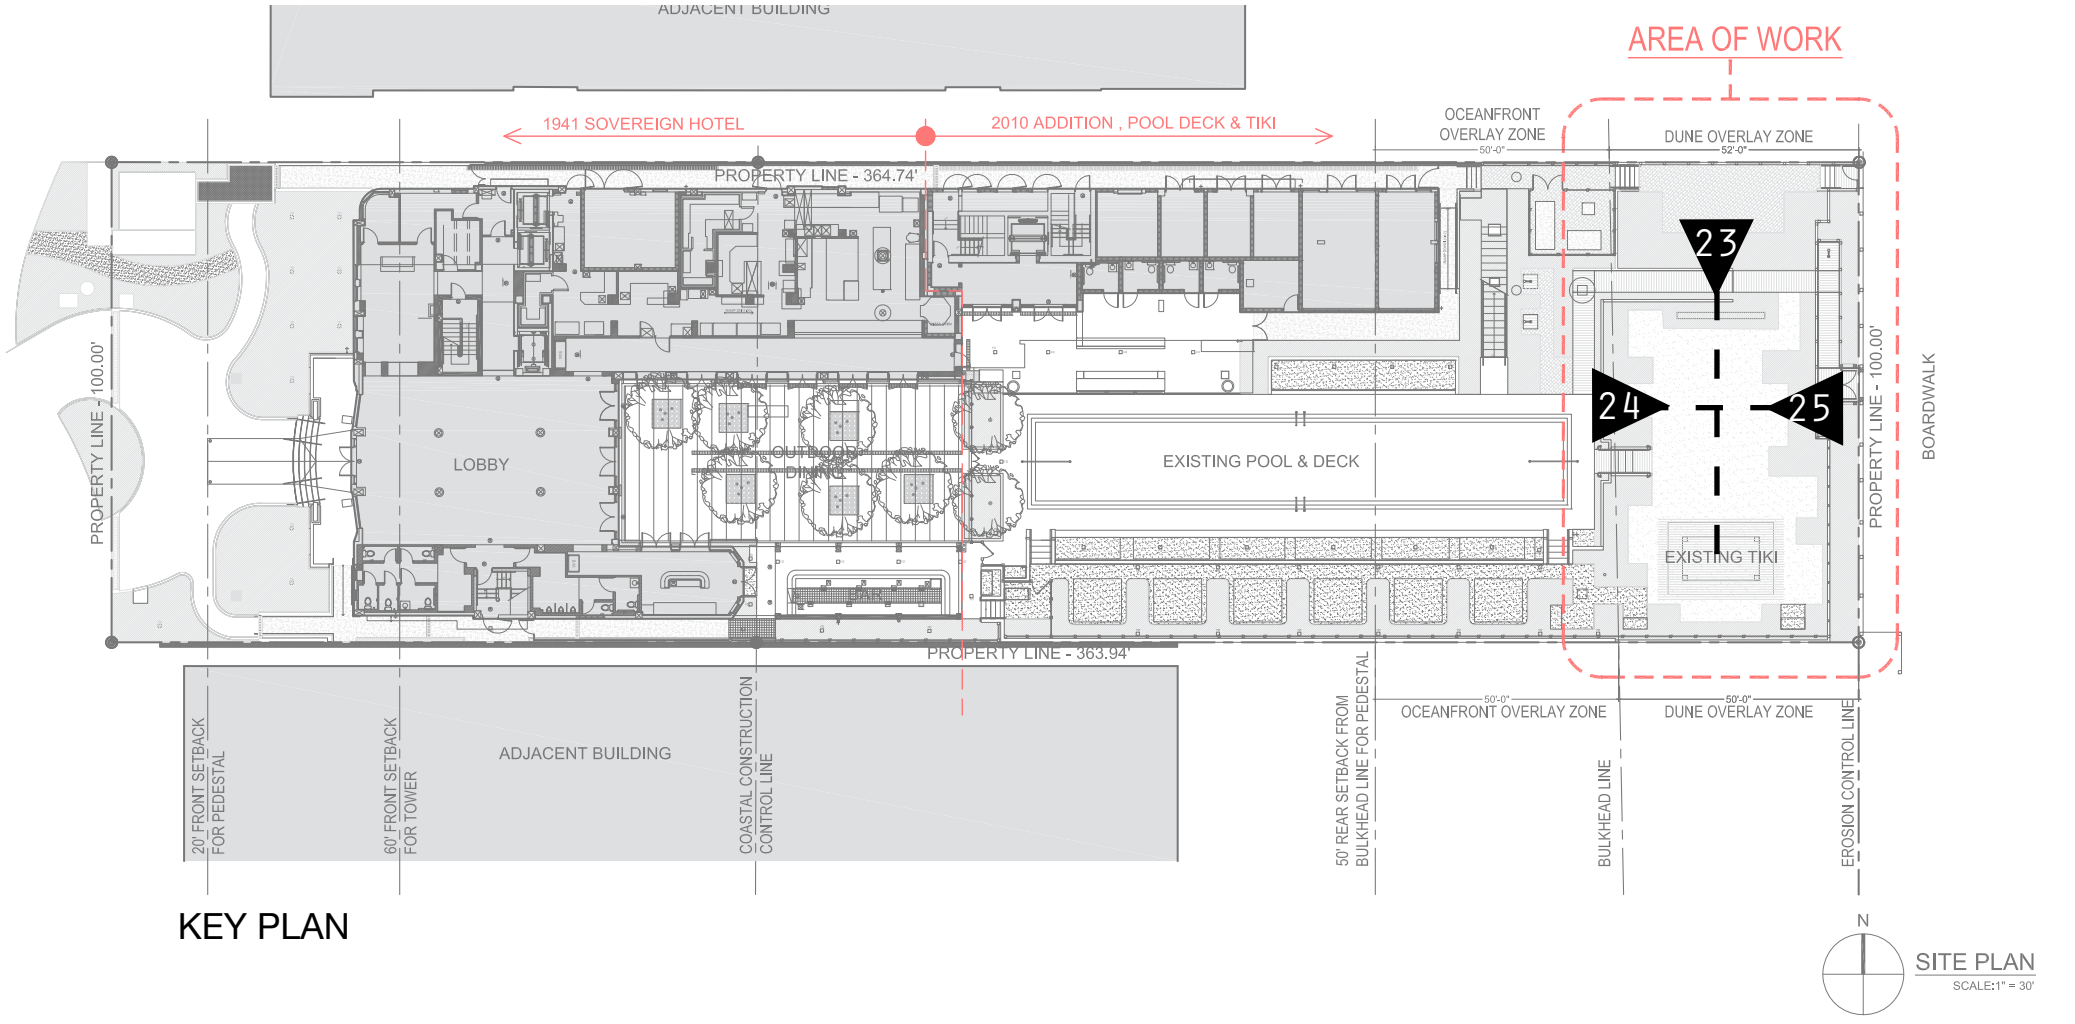 ADJACENT BUILDING
AREA OF WORK
1941 SOVEREIGN HOTEL
2010 ADDITION , POOL DECK & TIKI
OCEANFRONT
OVERLAY ZONE
50'-0"
DUNE OVERLAY ZONE
52'-0"
PROPERTY LINE - 364.74'
23
24
25
PROPERTY LINE - 100.00'
LOBBY
OUTDOOR
DINING
EXISTING POOL & DECK
PROPERTY LINE - 100.00'
BOARDWALK
EXISTING TIKI
BAR
PROPERTY LINE - 363.94'
50'-0"
OCEANFRONT OVERLAY ZONE
50'-0"
DUNE OVERLAY ZONE
ADJACENT BUILDING
20' FRONT SETBACK
FOR PEDESTAL
60' FRONT SETBACK
FOR TOWER
COASTAL CONSTRUCTION
CONTROL LINE
50' REAR SETBACK FROM
BULKHEAD LINE FOR PEDESTAL
BULKHEAD LINE
EROSION CONTROL LINE
KEY PLAN
N
SITE PLAN
SCALE:1" = 30'